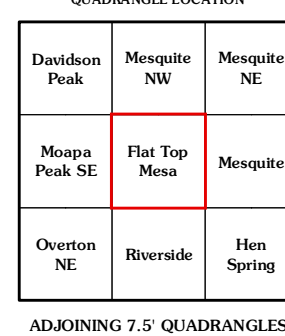 QUADRANGLE LOCATION
Davidson
Peak
Mesquite
NW
Mesquite
NE
Moapa
Peak SE
Flat Top
Mesa
Mesquite
Overton
NE
Riverside
Hen
Spring
ADJOINING 7.5' QUADRANGLES